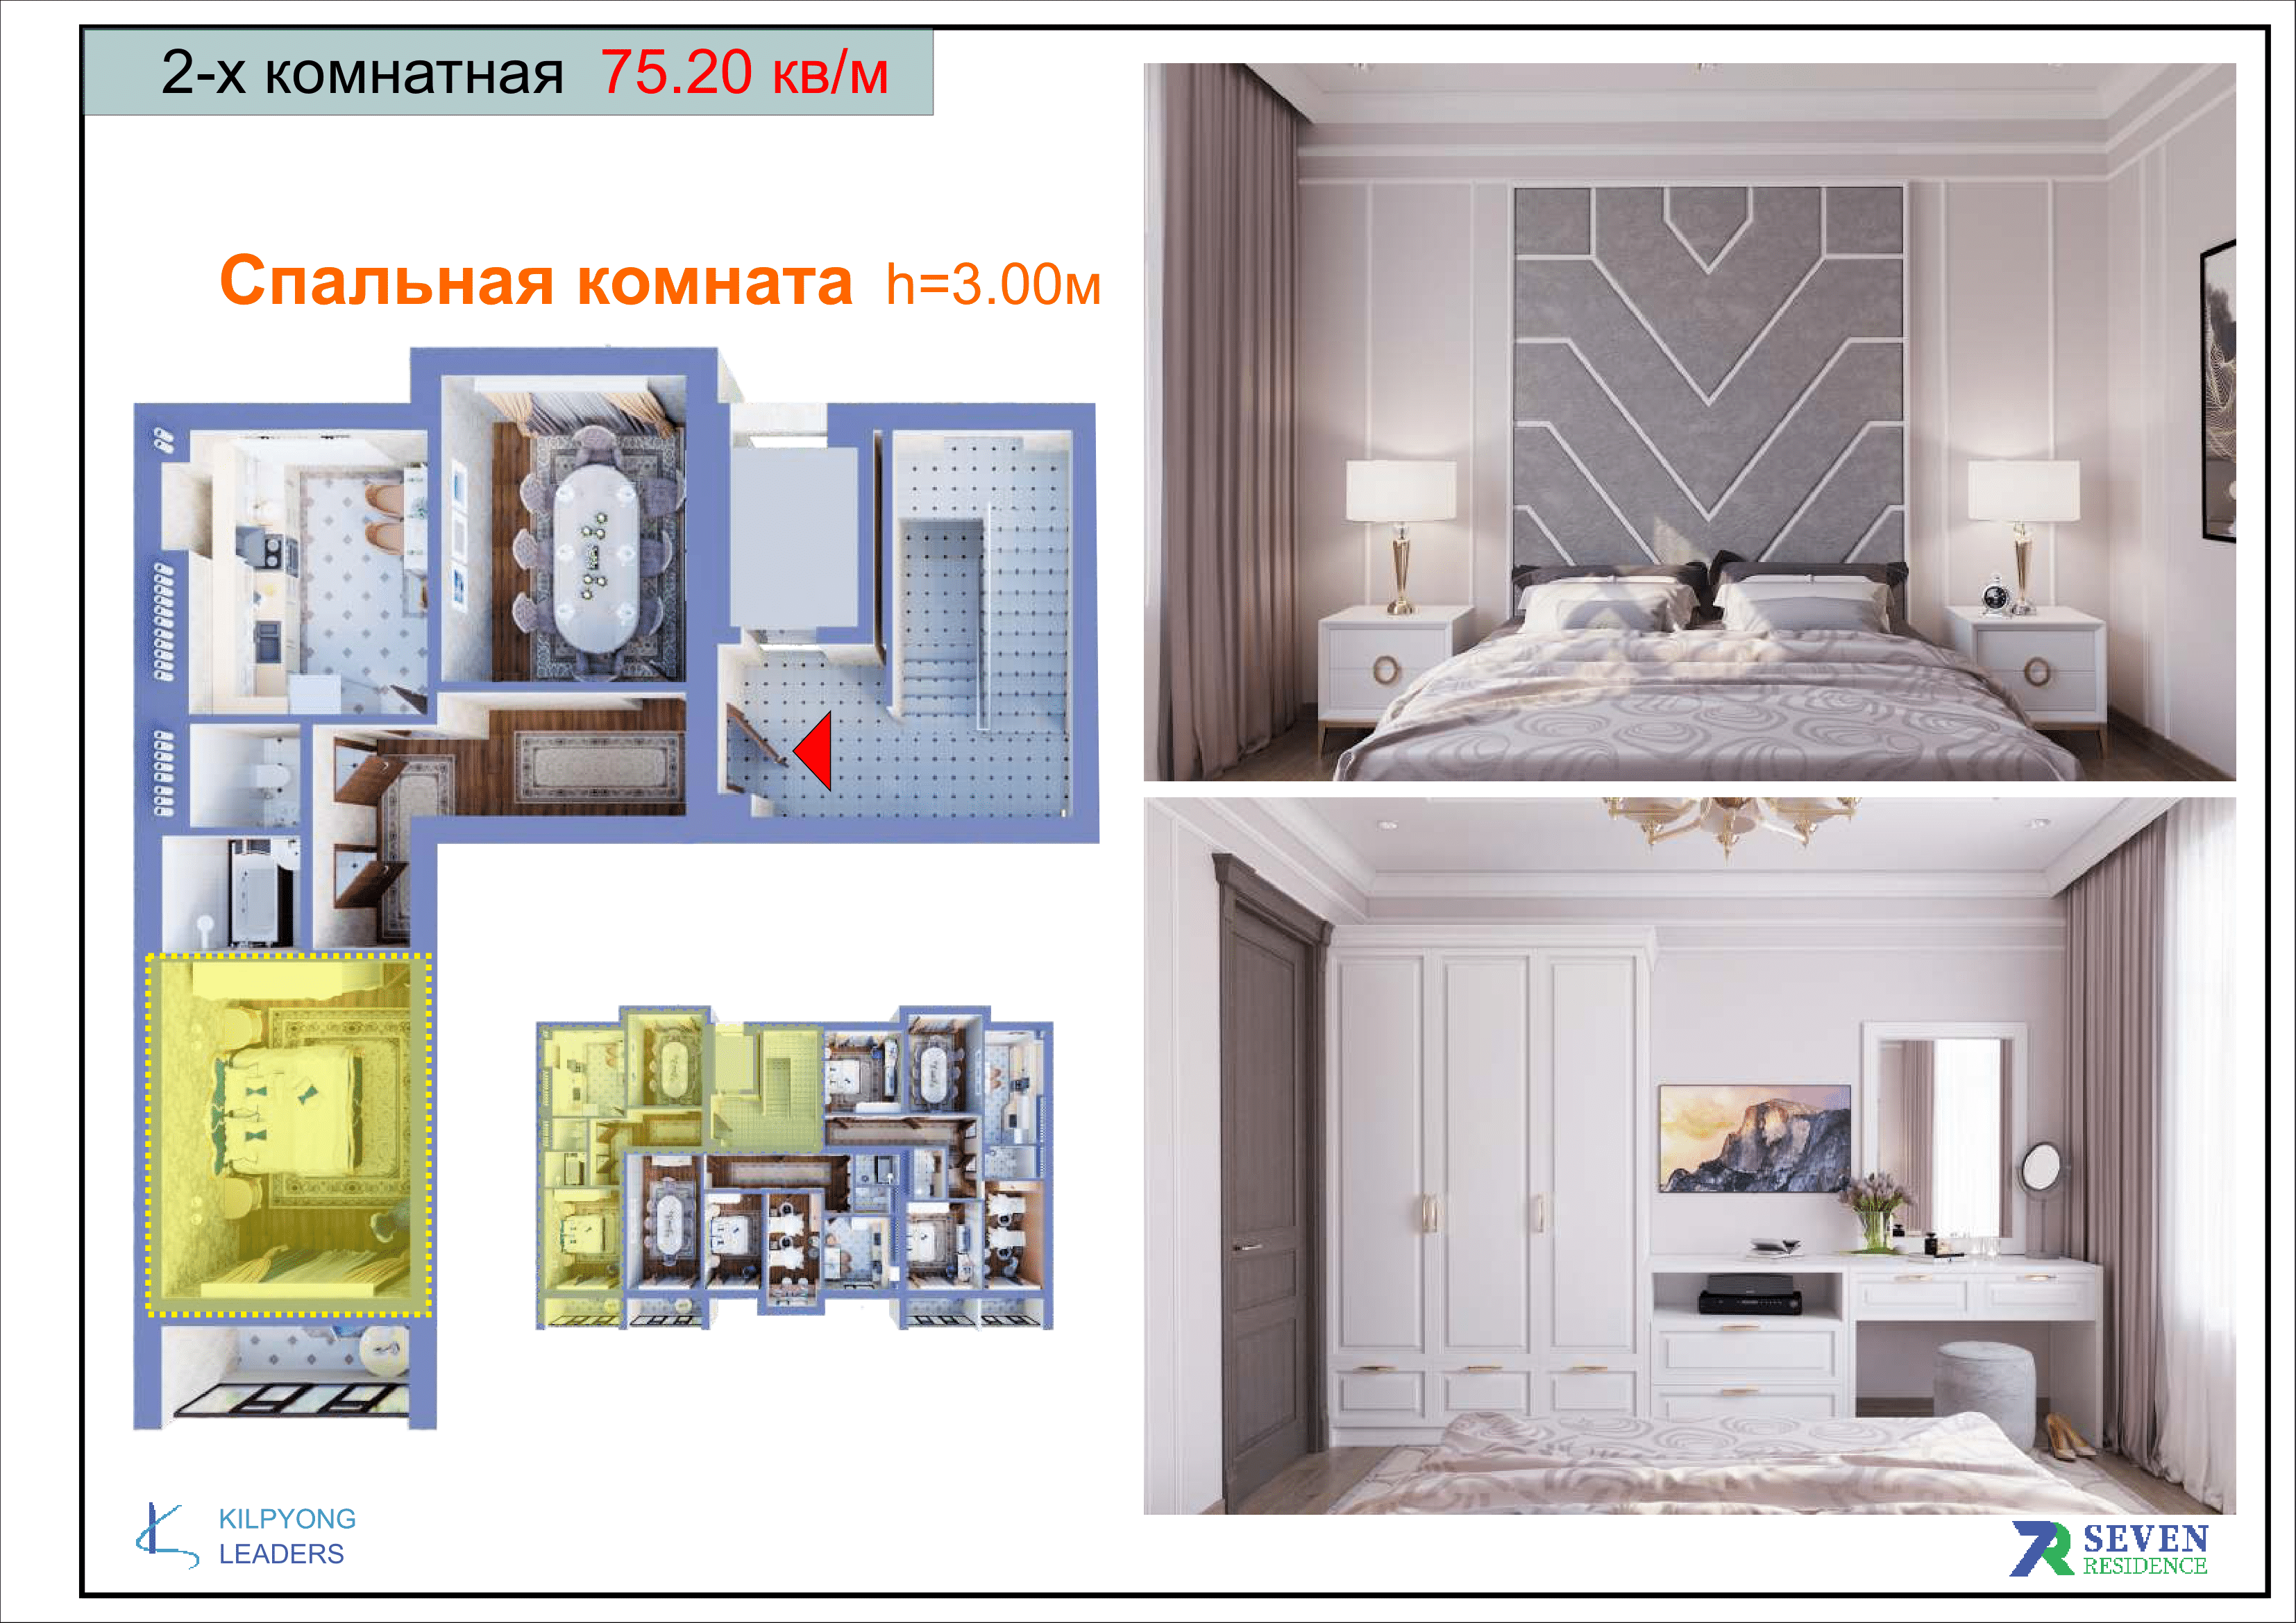 2-х комнатная 75.20 кв/м
Спальная комната h=3.00м
KILPYONG
LEADERS
SEVEN
RESIDENCE